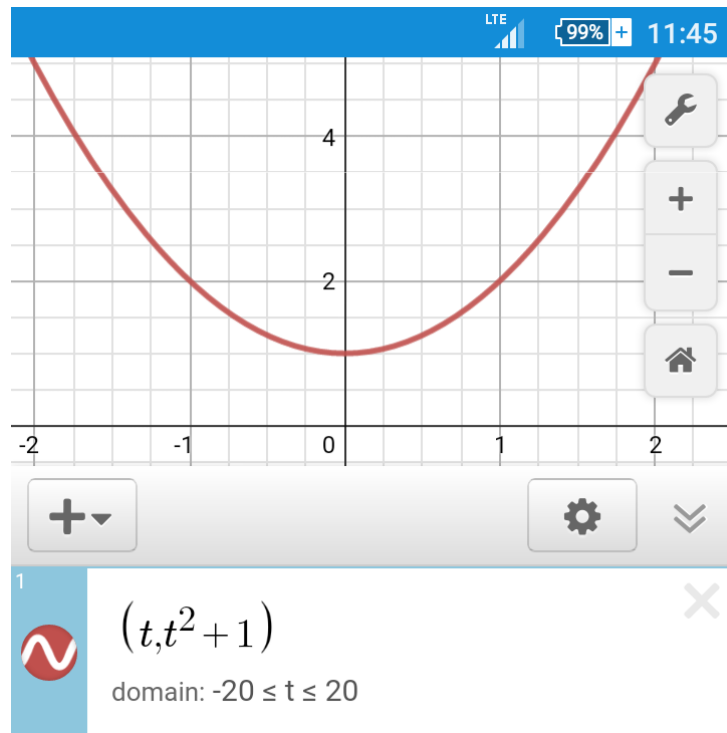 LTE 99% + 11:45
4
2
-2 -1 0 1 2
1
(t,t²+1)
domain: -20 ≤ t ≤ 20